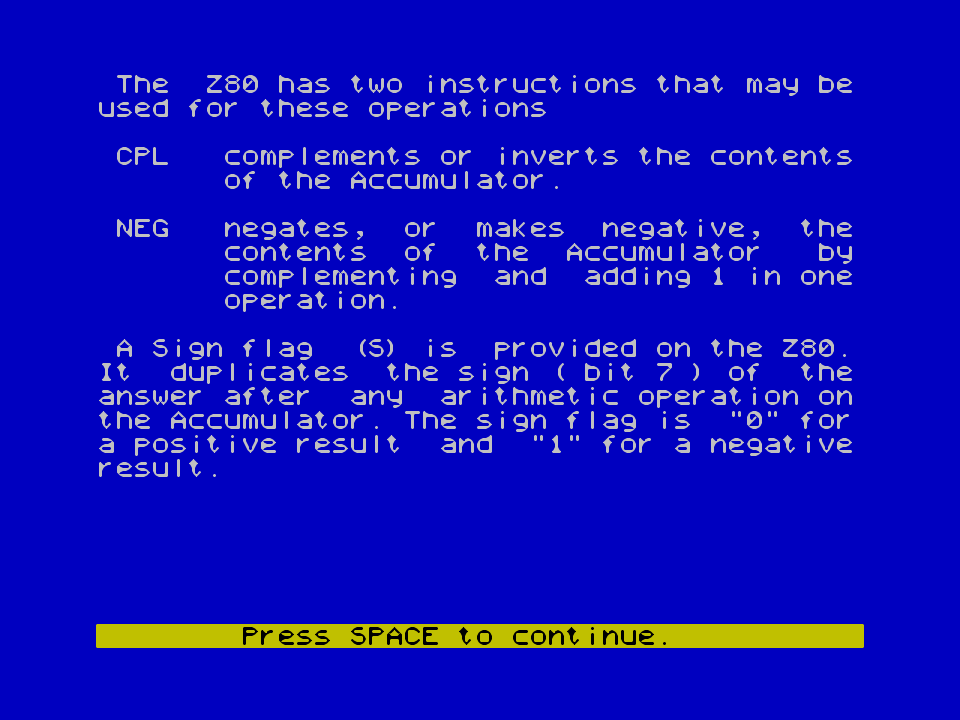 The Z80 has two instructions that may be
used for these operations
CPL complements or inverts the contents
of the Accumulator.
NEG negates, or makes negative, the
contents of the Accumulator by
complementing and adding 1 in one
operation.
A Sign flag (S) is provided on the Z80.
It duplicates the sign ( bit 7 ) of the
answer after any arithmetic operation on
the Accumulator. The sign flag is "0" for
a positive result and "1" for a negative
result.
Press SPACE to continue.